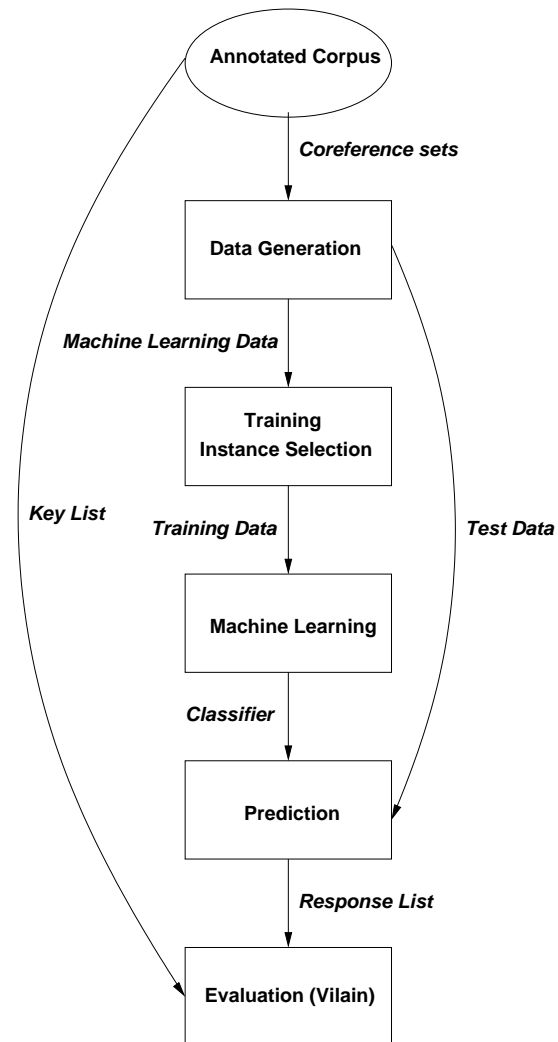 Annotated Corpus
Coreference sets
Data Generation
Machine Learning Data
Training
Instance Selection
Key List
Training Data
Test Data
Machine Learning
Classifier
Prediction
Response List
Evaluation (Vilain)